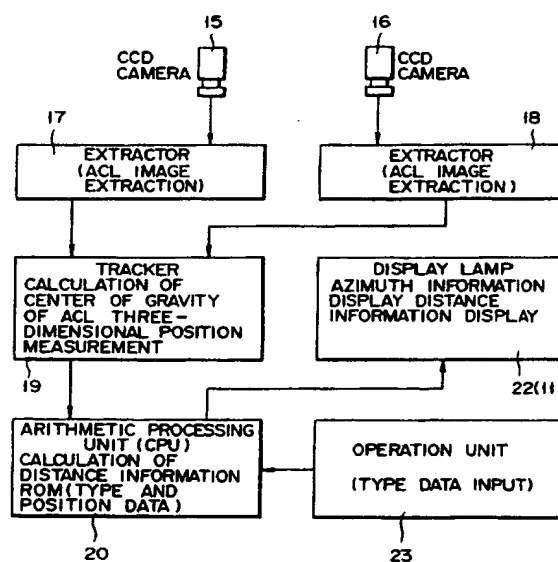 15
16
CCD
CAMERA
CCD
CAMERA
17
18
EXTRACTOR
(ACL IMAGE
EXTRACTION)
EXTRACTOR
(ACL IMAGE
EXTRACTION)
TRACKER
CALCULATION OF
CENTER OF GRAVITY
OF ACL THREE-
DIMENSIONAL POSITION
MEASUREMENT
19
DISPLAY LAMP
AZIMUTH INFORMATION
DISPLAY DISTANCE
INFORMATION DISPLAY
22(11
ARITHMETIC PROCESSING
UNIT (CPU)
CALCULATION OF
DISTANCE INFORMATION
ROM(TYPE AND
POSITION DATA)
20
OPERATION UNIT
(TYPE DATA INPUT)
23